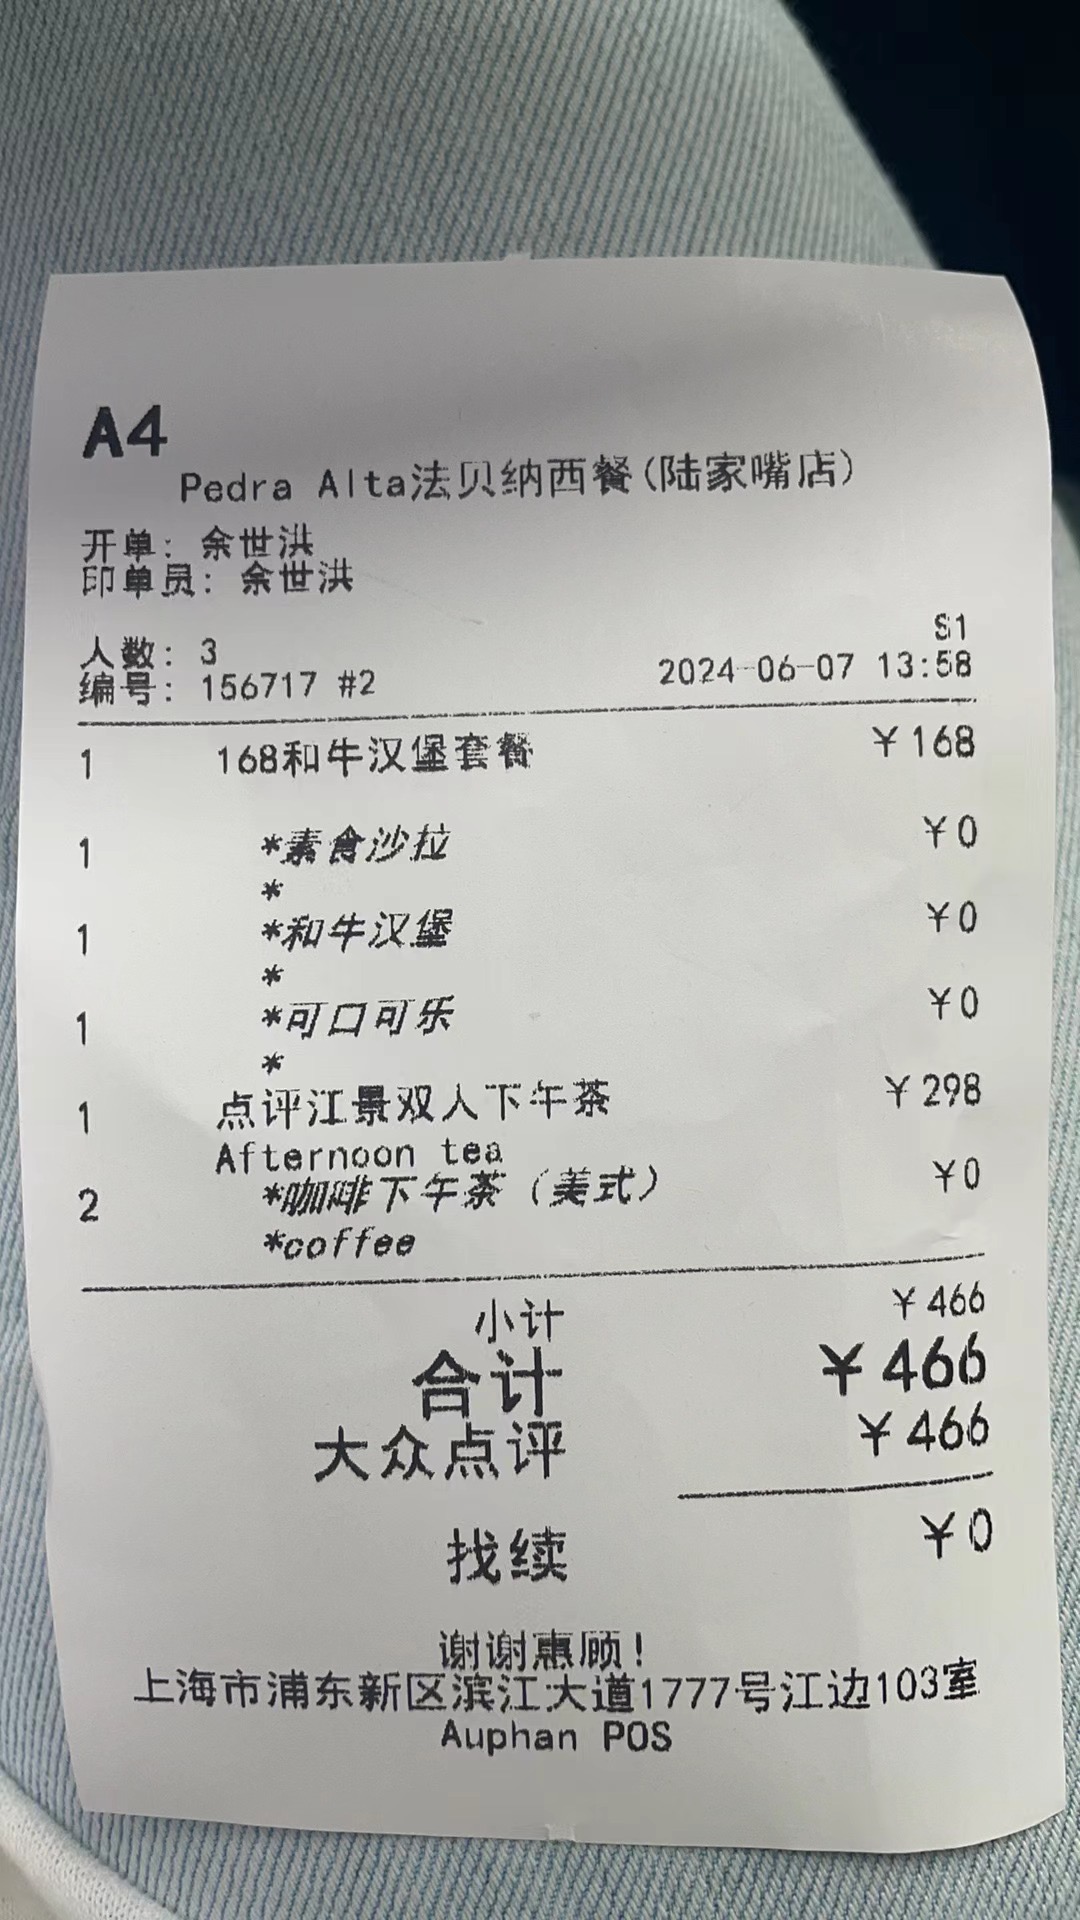 A4
Pedra Alta法贝纳西餐(陆家嘴店)
开单: 余世洪
印单员: 余世洪
S1
人数: 3
编号: 156717 #2 2024-06-07 13:58
1 168和牛汉堡套餐 ￥168
1 *素食沙拉 ￥0
*
1 *和牛汉堡 ￥0
*
1 *可口可乐 ￥0
*
1 点评江景双人下午茶 ￥298
Afternoon tea
2 *咖啡下午茶（美式） ￥0
*coffee
小计 ￥466
合计 ￥466
大众点评 ￥466
找续 ￥0
谢谢惠顾!
上海市浦东新区滨江大道1777号江边103室
Auphan POS